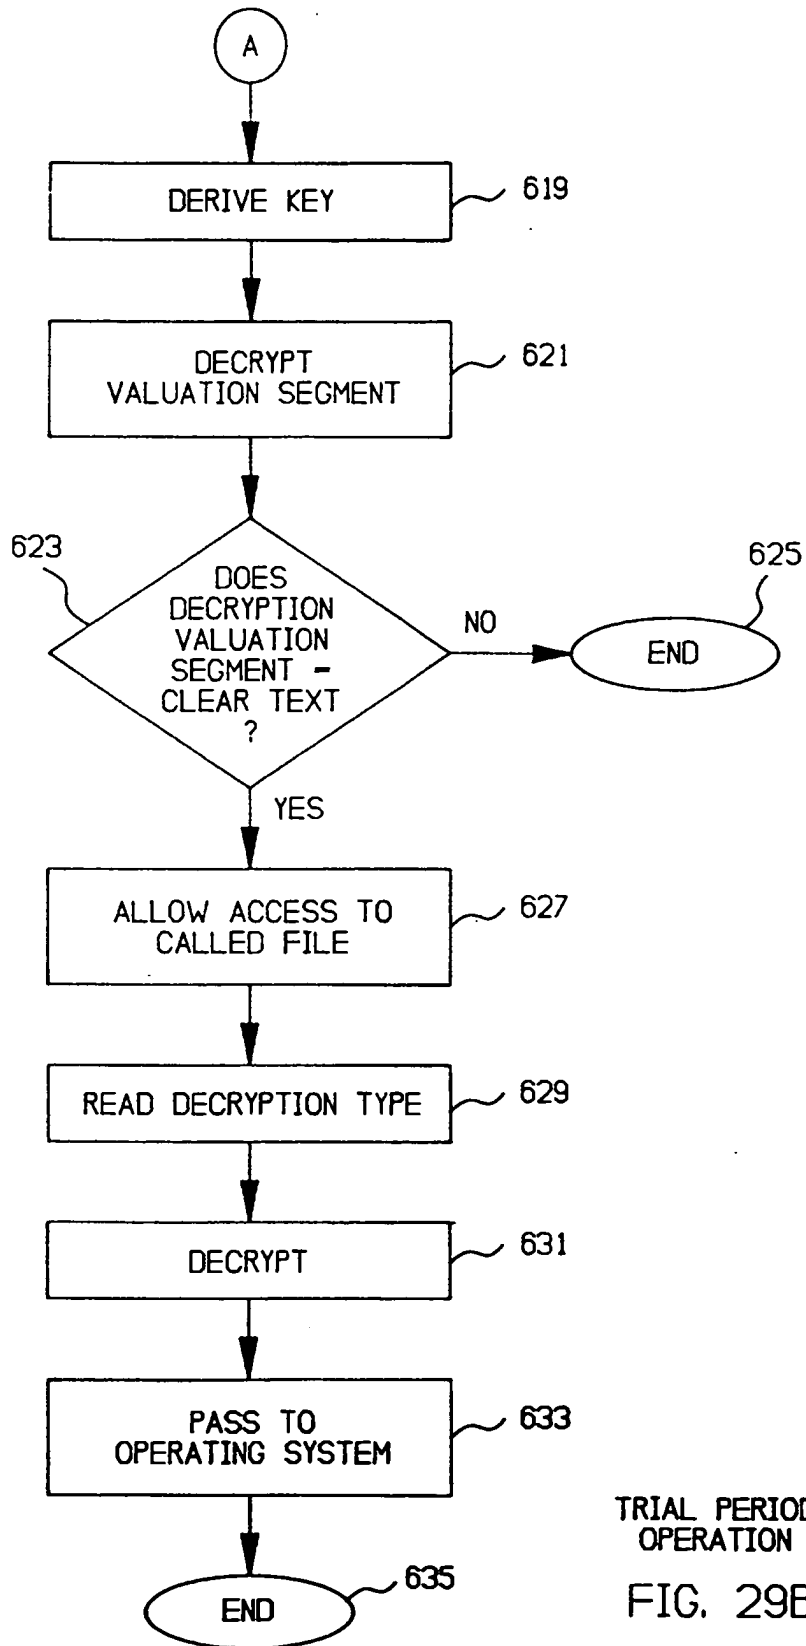 A
DERIVE KEY
619
DECRYPT
VALUATION SEGMENT
621
623
DOES
DECRYPTION
VALUATION
SEGMENT -
CLEAR TEXT
?
NO
625
END
YES
ALLOW ACCESS TO
CALLED FILE
627
READ DECRYPTION TYPE
629
DECRYPT
631
PASS TO
OPERATING SYSTEM
633
END
635
TRIAL PERIOD
OPERATION
FIG. 29B